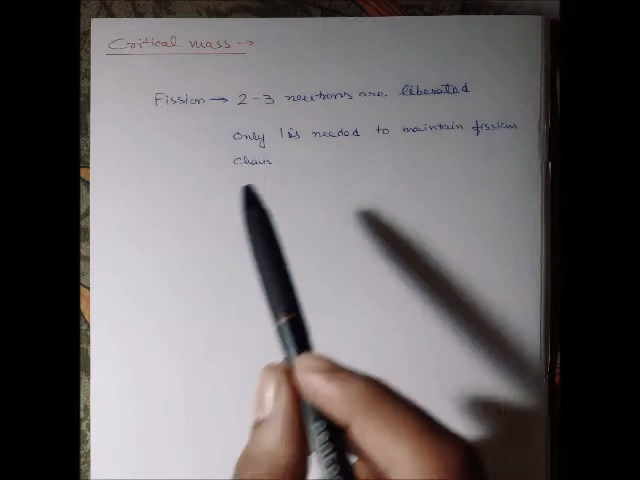 Critical mass →
Fission → 2-3 neutrons are liberated
only 1 is needed to maintain fission
chain